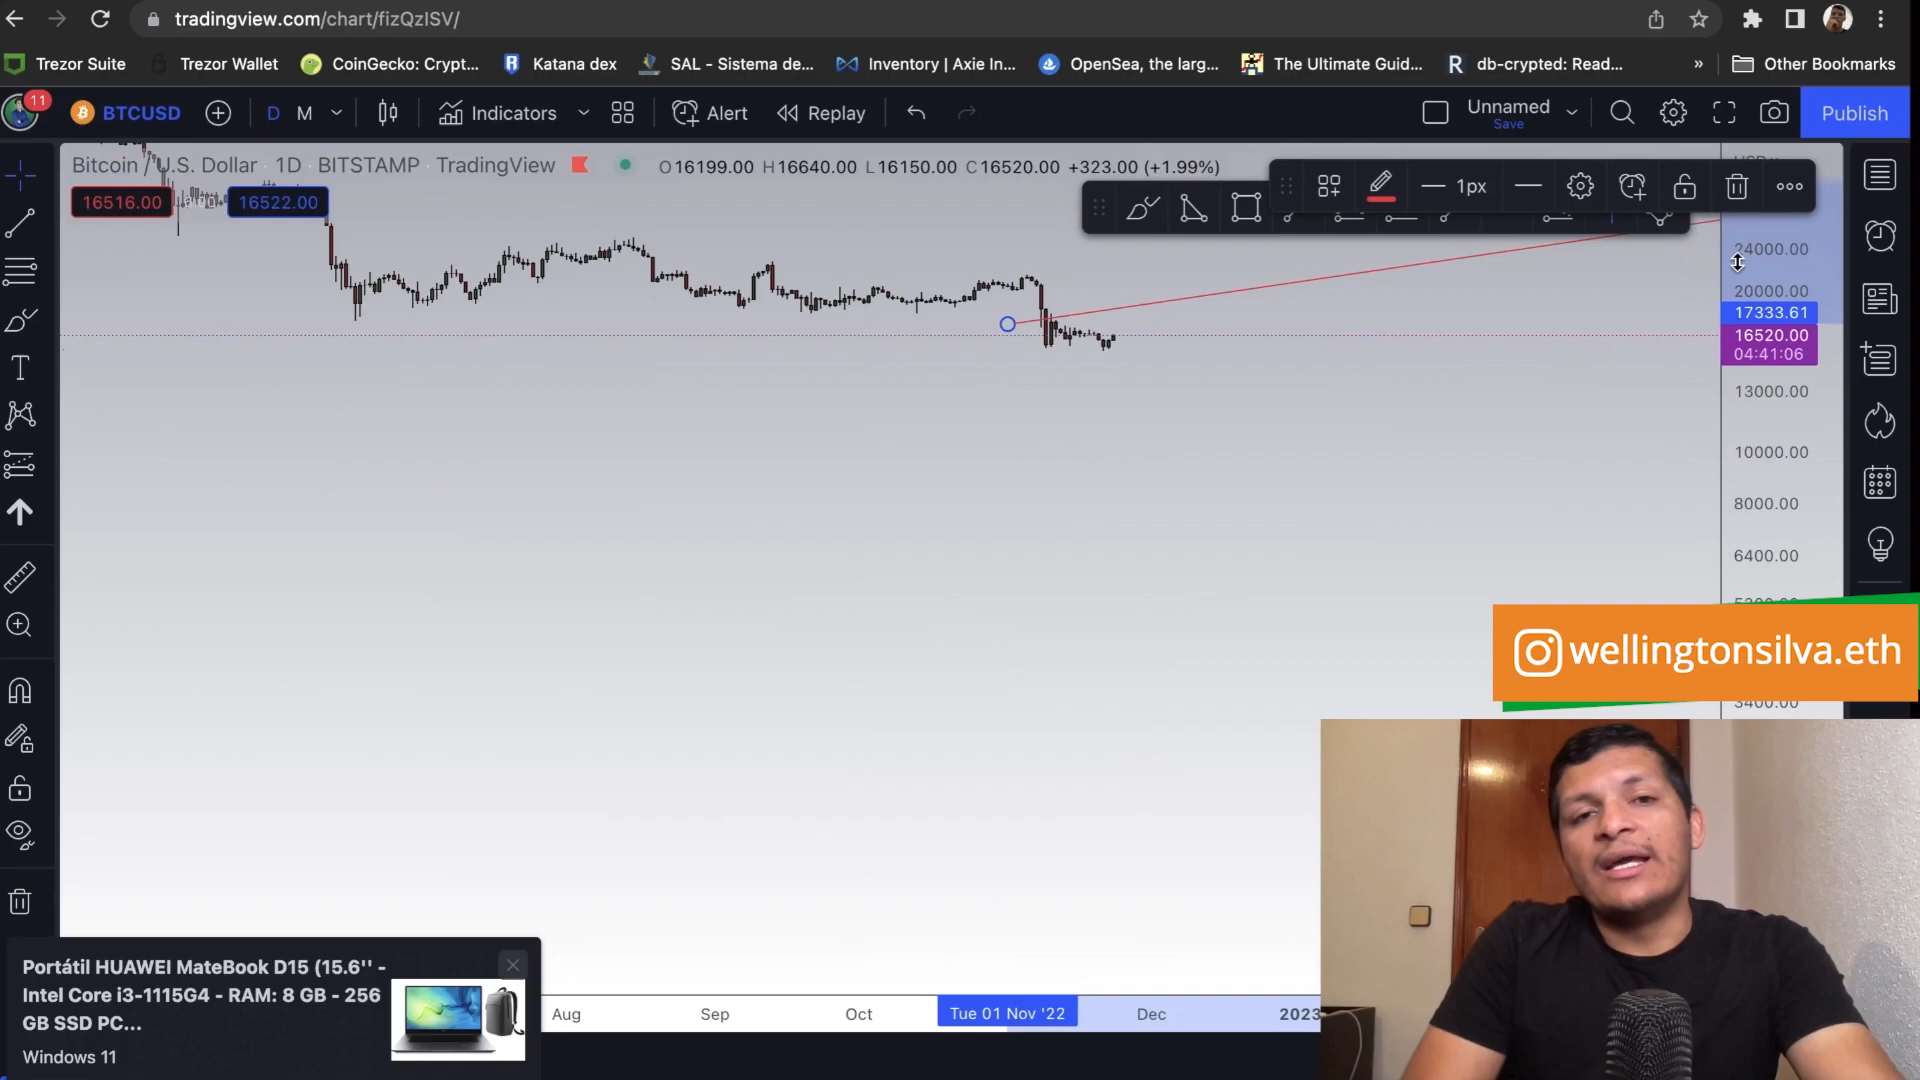 tradingview.com/chart/fizQzISV/
Trezor Suite
Trezor Wallet
CoinGecko: Crypt...
Katana dex
SAL - Sistema de...
Inventory | Axie In...
OpenSea, the larg...
The Ultimate Guid...
db-crypted: Read...
»
Other Bookmarks
11
BTCUSD
D
M
Indicators
Alert
Replay
Unnamed
Save
Publish
Bitcoin / U.S. Dollar · 1D · BITSTAMP · TradingView
O16199.00 H16640.00 L16150.00 C16520.00 +323.00 (+1.99%)
16516.00
16522.00
1px
24000.00
20000.00
17333.61
16520.00
04:41:06
13000.00
10000.00
8000.00
6400.00
wellingtonsilva.eth
3400.00
Portátil HUAWEI MateBook D15 (15.6'' -
Intel Core i3-1115G4 - RAM: 8 GB - 256
GB SSD PC...
Windows 11
Aug
Sep
Oct
Tue 01 Nov '22
Dec
2023